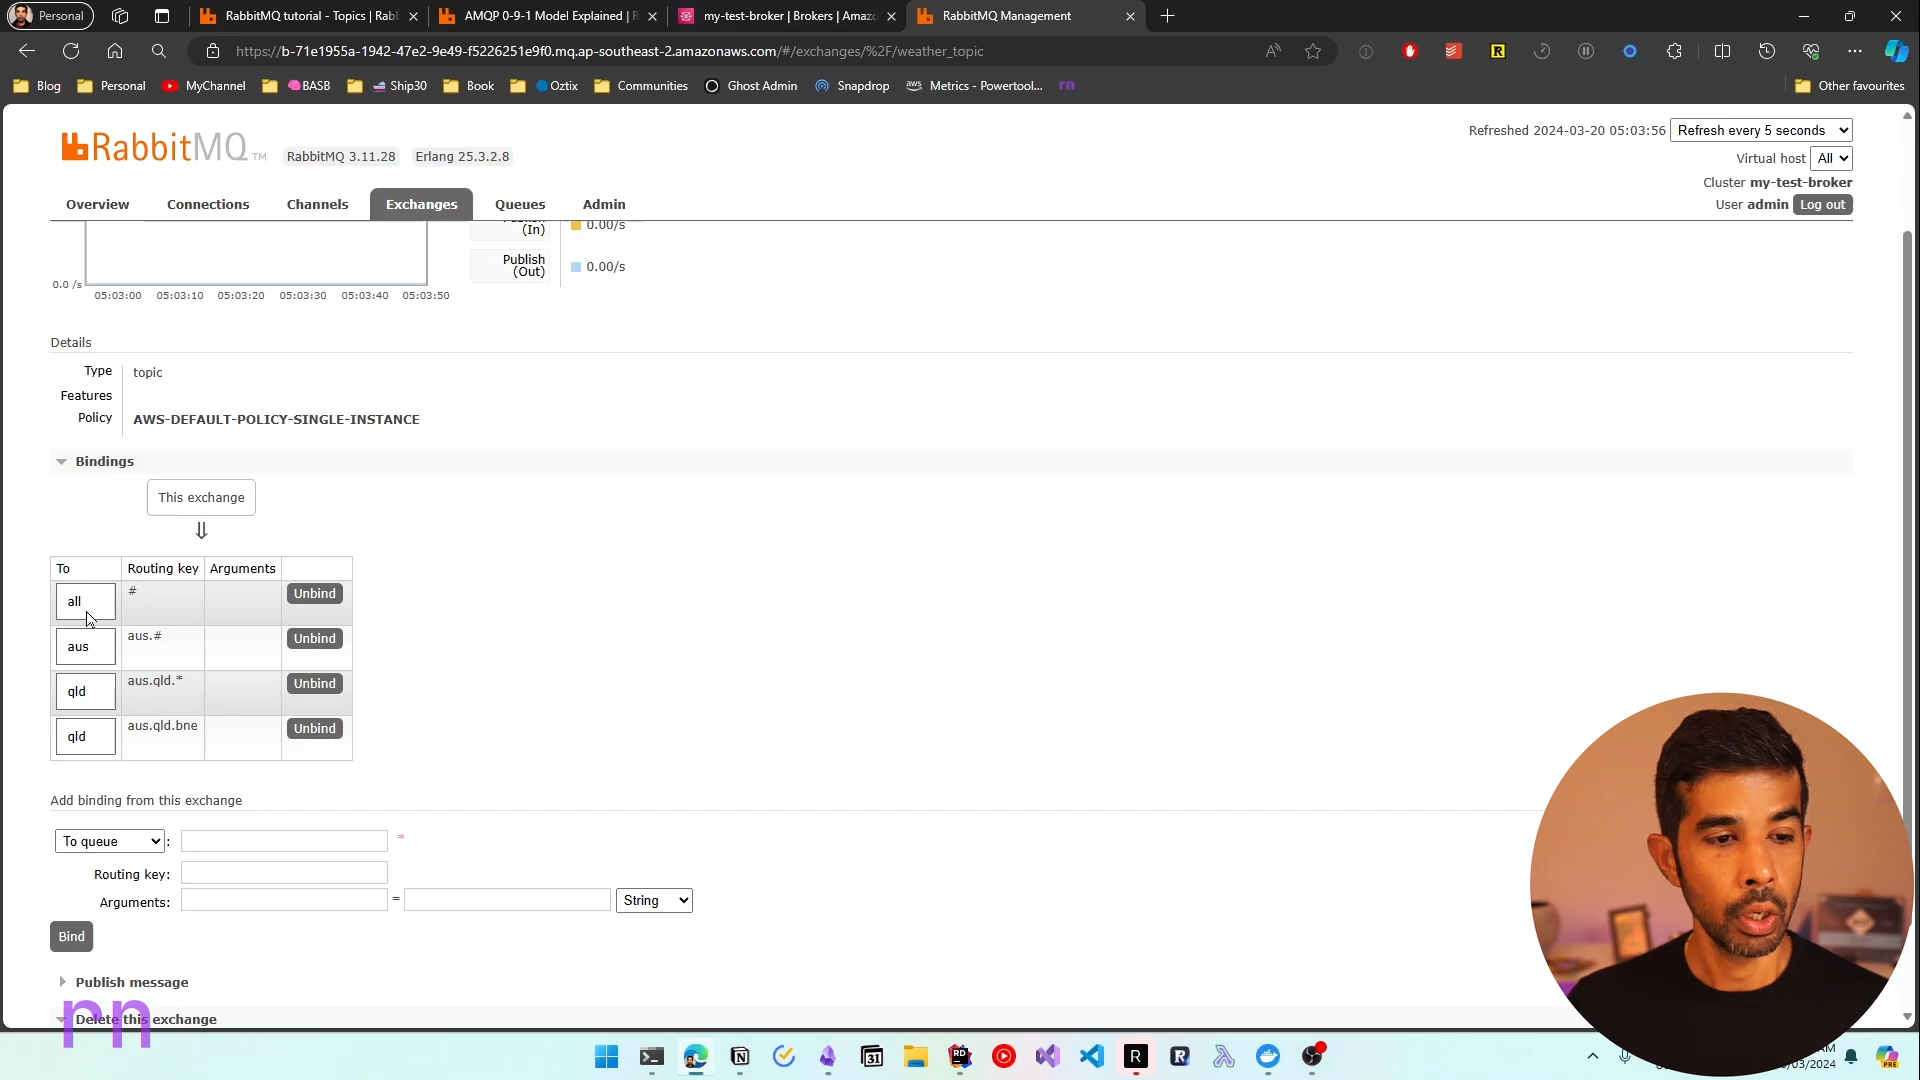 Personal
RabbitMQ tutorial - Topics | Rab
AMQP 0-9-1 Model Explained | R
my-test-broker | Brokers | Amazo
RabbitMQ Management
https://b-71e1955a-1942-47e2-9e49-f5226251e9f0.mq.ap-southeast-2.amazonaws.com/#/exchanges/%2F/weather_topic
Blog Personal MyChannel BASB Ship30 Book Oztix Communities Ghost Admin Snapdrop Metrics - Powertool... Other favourites
RabbitMQ TM RabbitMQ 3.11.28 Erlang 25.3.2.8
Refreshed 2024-03-20 05:03:56 Refresh every 5 seconds
Virtual host All
Cluster my-test-broker
User admin Log out
Overview Connections Channels Exchanges Queues Admin
(In) 0.00/s
Publish (Out) 0.00/s
0.0 /s
05:03:00 05:03:10 05:03:20 05:03:30 05:03:40 05:03:50
Details
Type topic
Features
Policy AWS-DEFAULT-POLICY-SINGLE-INSTANCE
Bindings
This exchange
⇓
To Routing key Arguments
all # Unbind
aus aus.# Unbind
qld aus.qld.* Unbind
qld aus.qld.bne Unbind
Add binding from this exchange
To queue : *
Routing key:
Arguments: = String
Bind
Publish message
Delete this exchange
rn